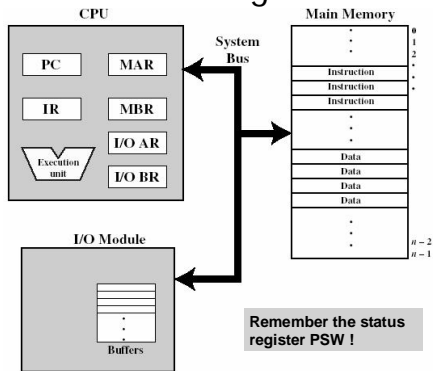 CPU
Main Memory
System
Bus
PC
MAR
IR
MBR
I/O AR
Execution
unit
I/O BR
0
1
2
Instruction
Instruction
Instruction
Data
Data
Data
Data
n – 2
n – 1
I/O Module
Buffers
Remember the status
register PSW !